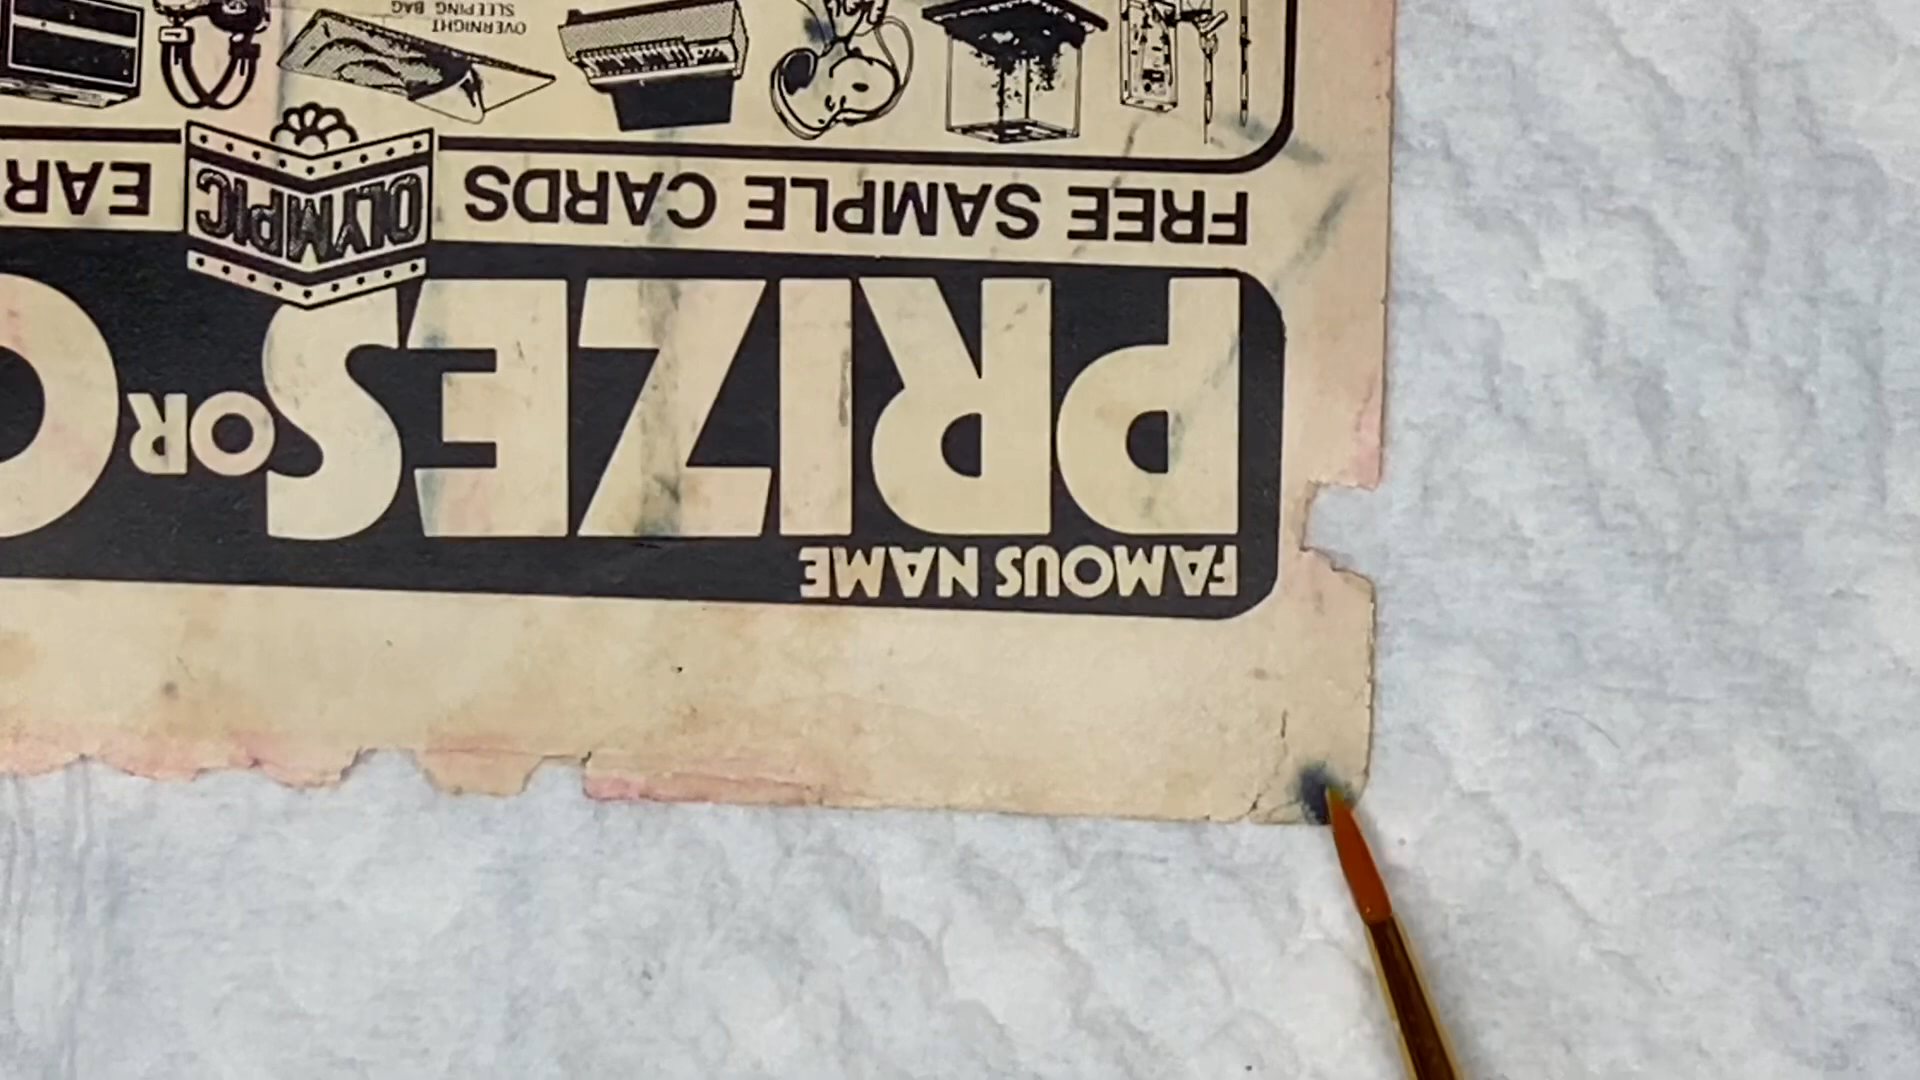 FAMOUS NAME
PRIZES OR
FREE SAMPLE CARDS
OLYMPIC
EAR
OVERNIGHT
SLEEPING BAG